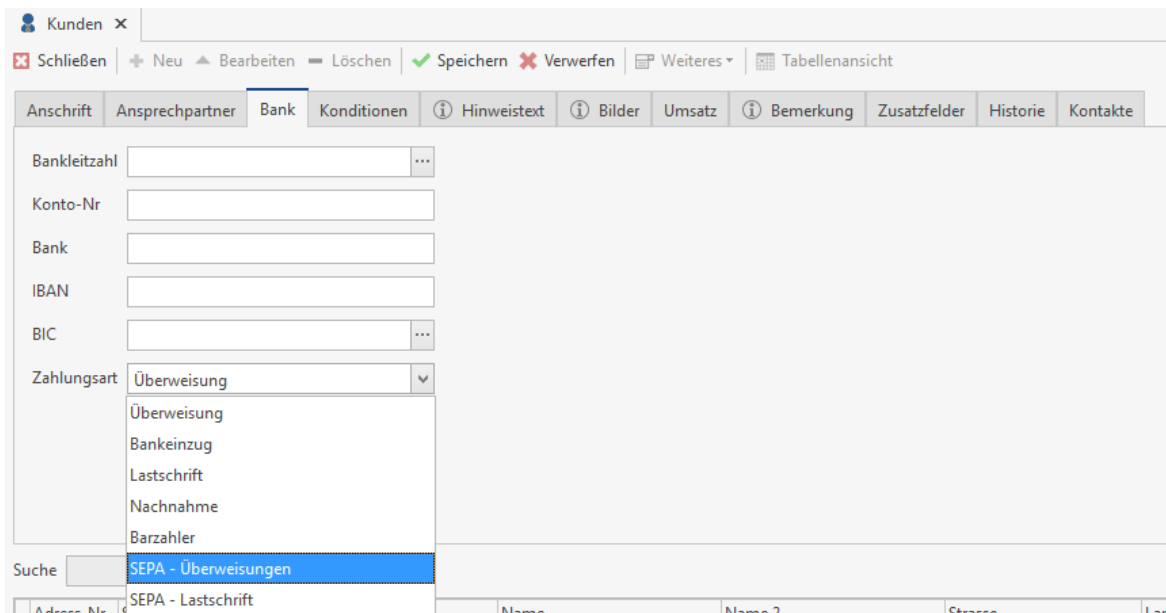 Kunden
Schließen Neu Bearbeiten Löschen Speichern Verwerfen Weiteres Tabellenansicht
Anschrift Ansprechpartner Bank Konditionen Hinweistext Bilder Umsatz Bemerkung Zusatzfelder Historie Kontakte
Bankleitzahl ...
Konto-Nr
Bank
IBAN
BIC ...
Zahlungsart Überweisung
Überweisung
Bankeinzug
Lastschrift
Nachnahme
Barzahler
Suche SEPA - Überweisungen
SEPA - Lastschrift
Adress-Nr Name Name 2 Strasse